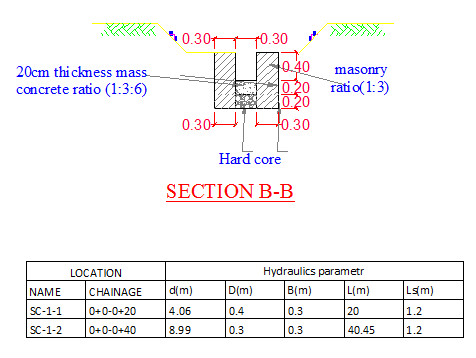 0.30 0.30
0.40
20cm thickness mass
concrete ratio (1:3:6)
masonry
ratio(1:3)
0.20
0.20
0.30 0.30
Hard core
SECTION B-B
LOCATION Hydraulics parametr
NAME CHAINAGE d(m) D(m) B(m) L(m) Ls(m)
SC-1-1 0+0-0+20 4.06 0.4 0.3 20 1.2
SC-1-2 0+0-0+40 8.99 0.3 0.3 40.45 1.2